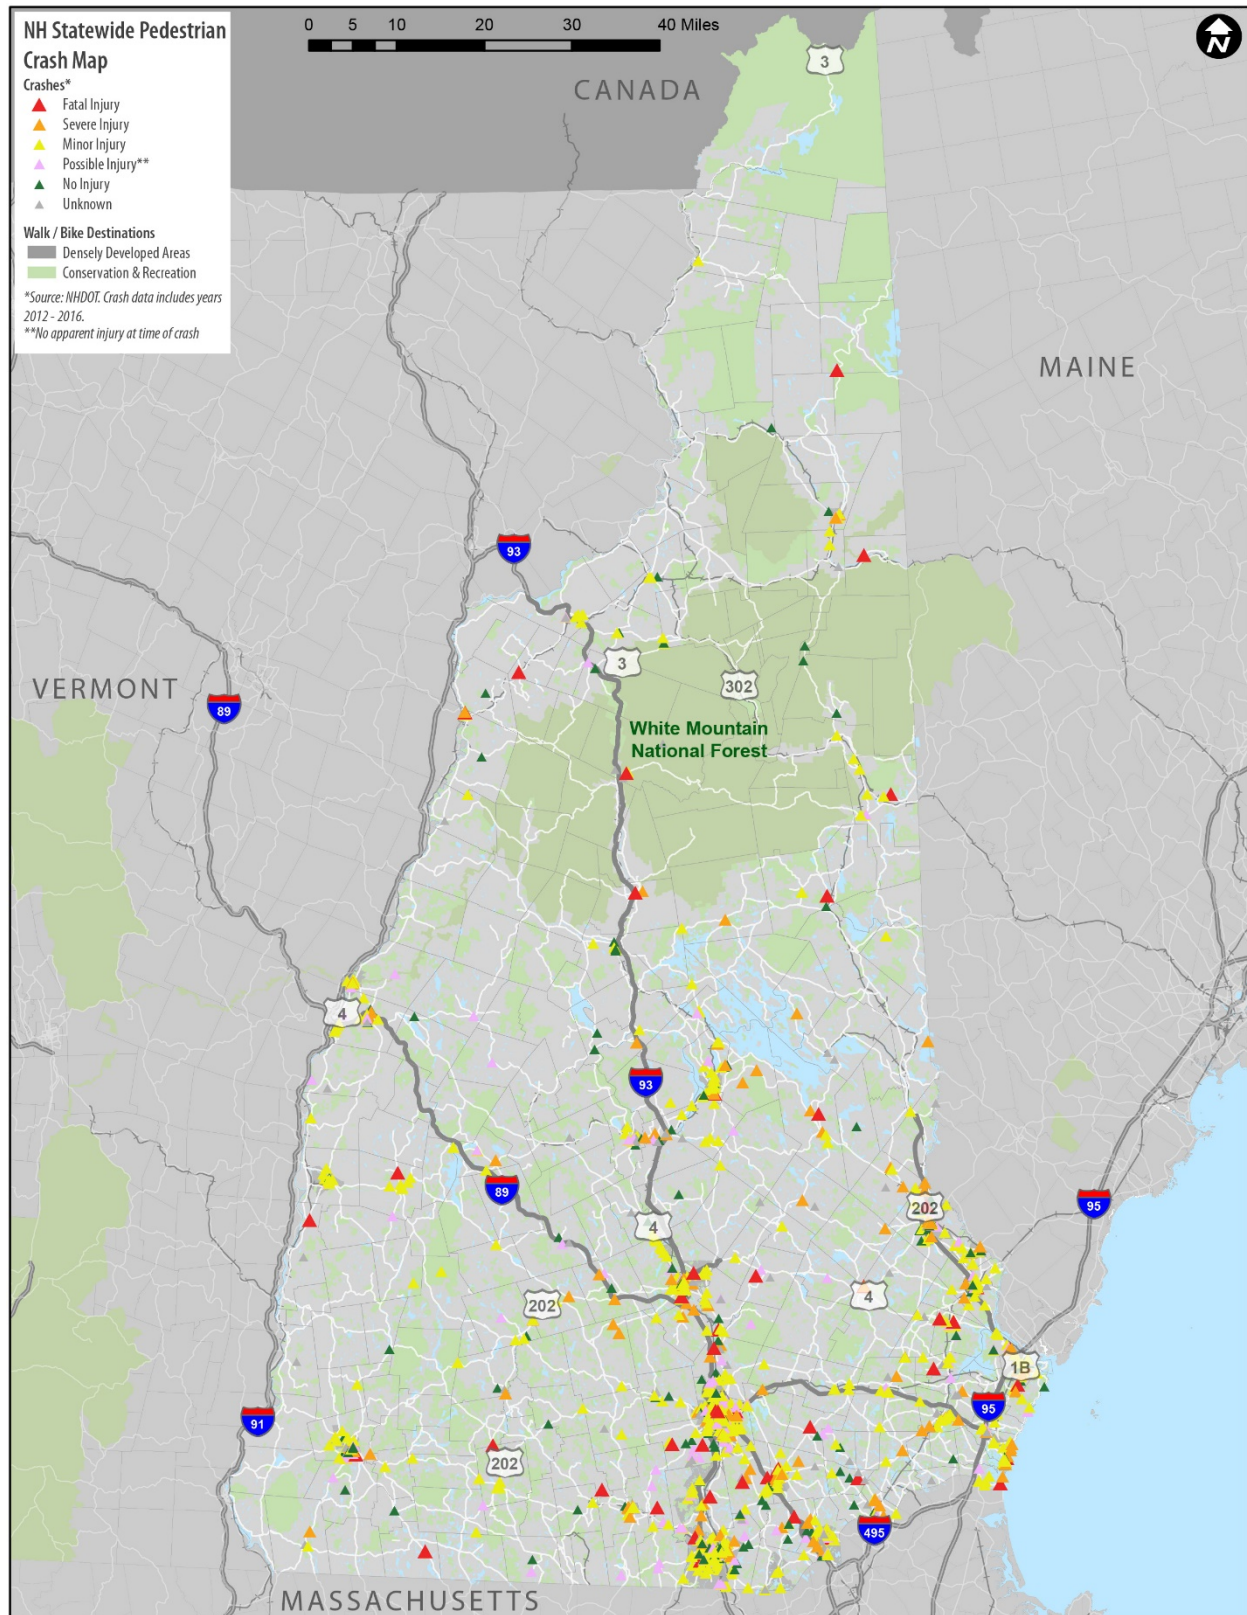 NH Statewide Pedestrian
Crash Map
Crashes*
Fatal Injury
Severe Injury
Minor Injury
Possible Injury**
No Injury
Unknown
Walk / Bike Destinations
Densely Developed Areas
Conservation & Recreation
*Source: NHDOT. Crash data includes years
2012 - 2016.
**No apparent injury at time of crash
0 5 10 20 30 40 Miles
N
3
CANADA
MAINE
93
3
302
VERMONT
89
White Mountain
National Forest
4
93
89
202
95
4
202
4
1B
91
95
202
495
MASSACHUSETTS